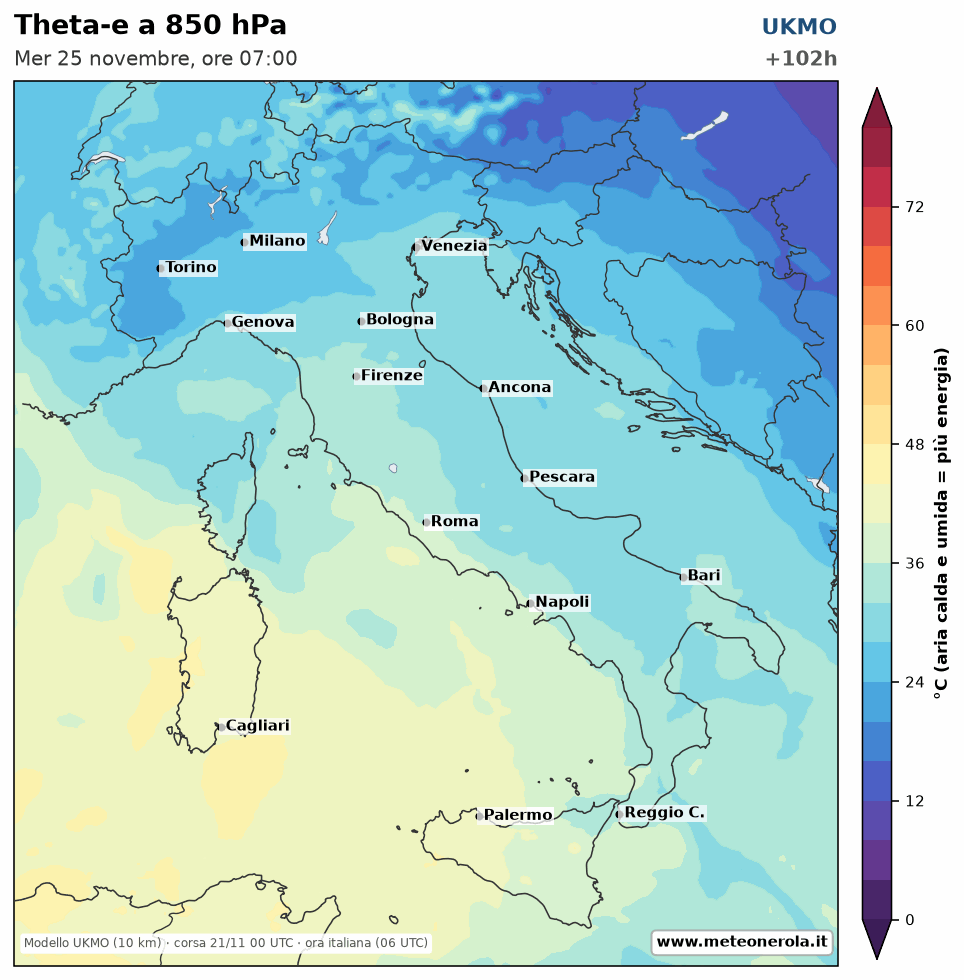 Theta-e a 850 hPa
UKMO
Mer 25 novembre, ore 07:00
+102h
Milano
Venezia
Torino
Genova
Bologna
Firenze
Ancona
Pescara
Roma
Bari
Napoli
Cagliari
Palermo
Reggio C.
72
60
48
36
24
12
0
°C (aria calda e umida = più energia)
Modello UKMO (10 km) · corsa 21/11 00 UTC · ora italiana (06 UTC)
www.meteonerola.it